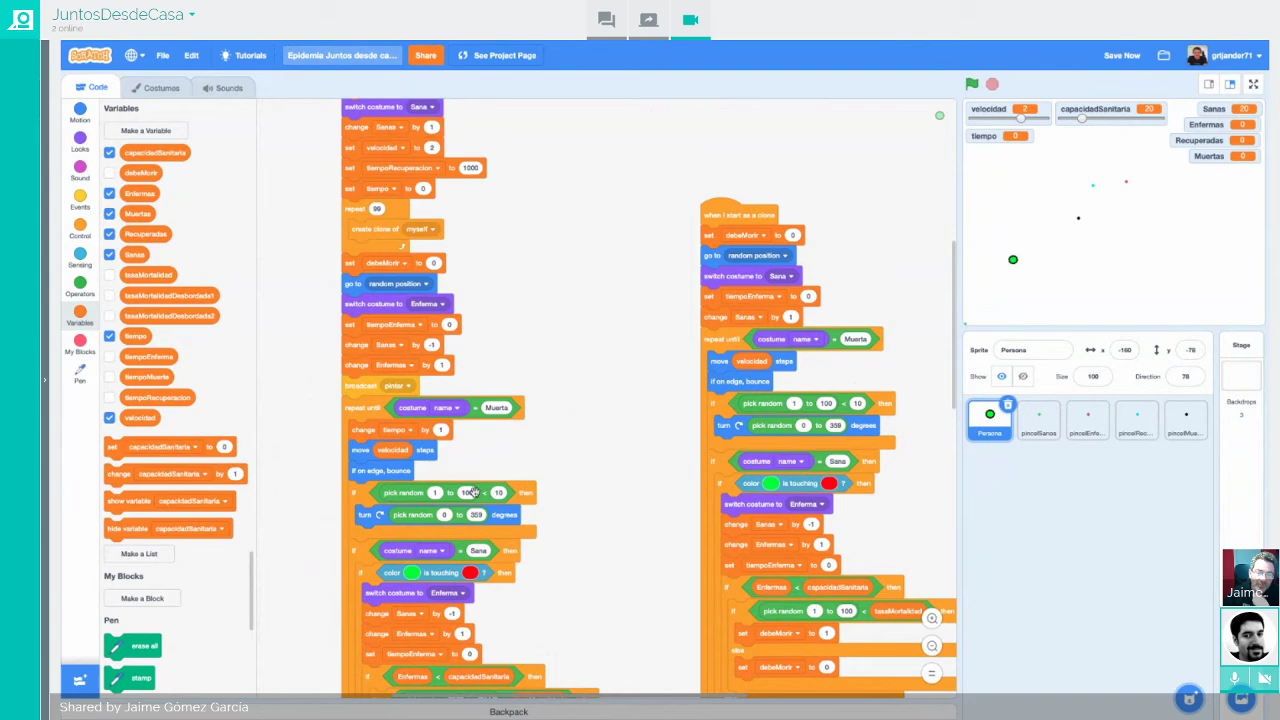 JuntosDesdeCasa
2 online
SCRATCH
File
Edit
Tutorials
Epidemia Juntos desde ca...
Share
See Project Page
Save Now
grijander71
Code
Costumes
Sounds
Motion
Looks
Sound
Events
Control
Sensing
Operators
Variables
My Blocks
Pen
Variables
Make a Variable
capacidadSanitaria
debeMorir
Enfermas
Muertas
Recuperadas
Sanas
tasaMortalidad
tasaMortalidadDesbordada1
tasaMortalidadDesbordada2
tiempo
tiempoEnferma
tiempoMuerte
tiempoRecuperacion
velocidad
set capacidadSanitaria to 0
change capacidadSanitaria by 1
show variable capacidadSanitaria
hide variable capacidadSanitaria
Make a List
My Blocks
Make a Block
Pen
erase all
stamp
switch costume to Sana
change Sanas by 1
set velocidad to 2
set tiempoRecuperacion to 1000
set tiempo to 0
repeat 99
create clone of myself
set debeMorir to 0
go to random position
switch costume to Enferma
set tiempoEnferma to 0
change Sanas by -1
change Enfermas by 1
broadcast pintar
repeat until costume name = Muerta
change tiempo by 1
move velocidad steps
if on edge, bounce
if pick random 1 to 100 < 10 then
turn pick random 0 to 359 degrees
if costume name = Sana then
if color is touching ? then
switch costume to Enferma
change Sanas by -1
change Enfermas by 1
set tiempoEnferma to 0
if Enfermas < capacidadSanitaria then
when I start as a clone
set debeMorir to 0
go to random position
switch costume to Sana
set tiempoEnferma to 0
change Sanas by 1
repeat until costume name = Muerta
move velocidad steps
if on edge, bounce
if pick random 1 to 100 < 10 then
turn pick random 0 to 359 degrees
if costume name = Sana then
if color is touching ? then
switch costume to Enferma
change Sanas by -1
change Enfermas by 1
set tiempoEnferma to 0
if Enfermas < capacidadSanitaria then
if pick random 1 to 100 < tasaMortalidad then
set debeMorir to 1
else
set debeMorir to 0
velocidad 2
capacidadSanitaria 20
tiempo 0
Sanas 20
Enfermas 0
Recuperadas 0
Muertas 0
Sprite Persona x -160 y -78
Show Size 100 Direction 78
Persona
pincelSanos
pincelEnfe...
pincelRec...
pincelMua...
Stage
Backdrops
3
Backpack
Jaime...
Shared by Jaime Gómez García